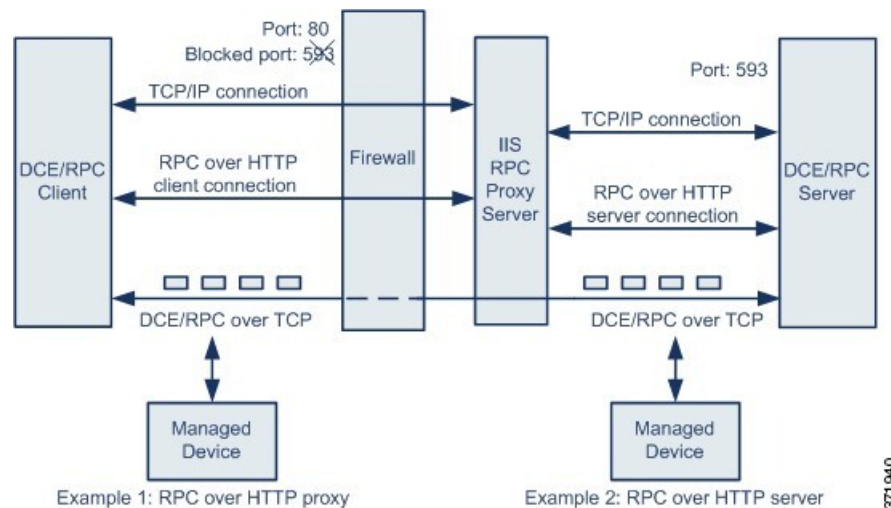 Port: 80
Blocked port: 593
Port: 593
TCP/IP connection
TCP/IP connection
DCE/RPC
Client
RPC over HTTP
client connection
Firewall
IIS
RPC
Proxy
Server
RPC over HTTP
server connection
DCE/RPC
Server
DCE/RPC over TCP
DCE/RPC over TCP
Managed
Device
Managed
Device
Example 1: RPC over HTTP proxy
Example 2: RPC over HTTP server
371940